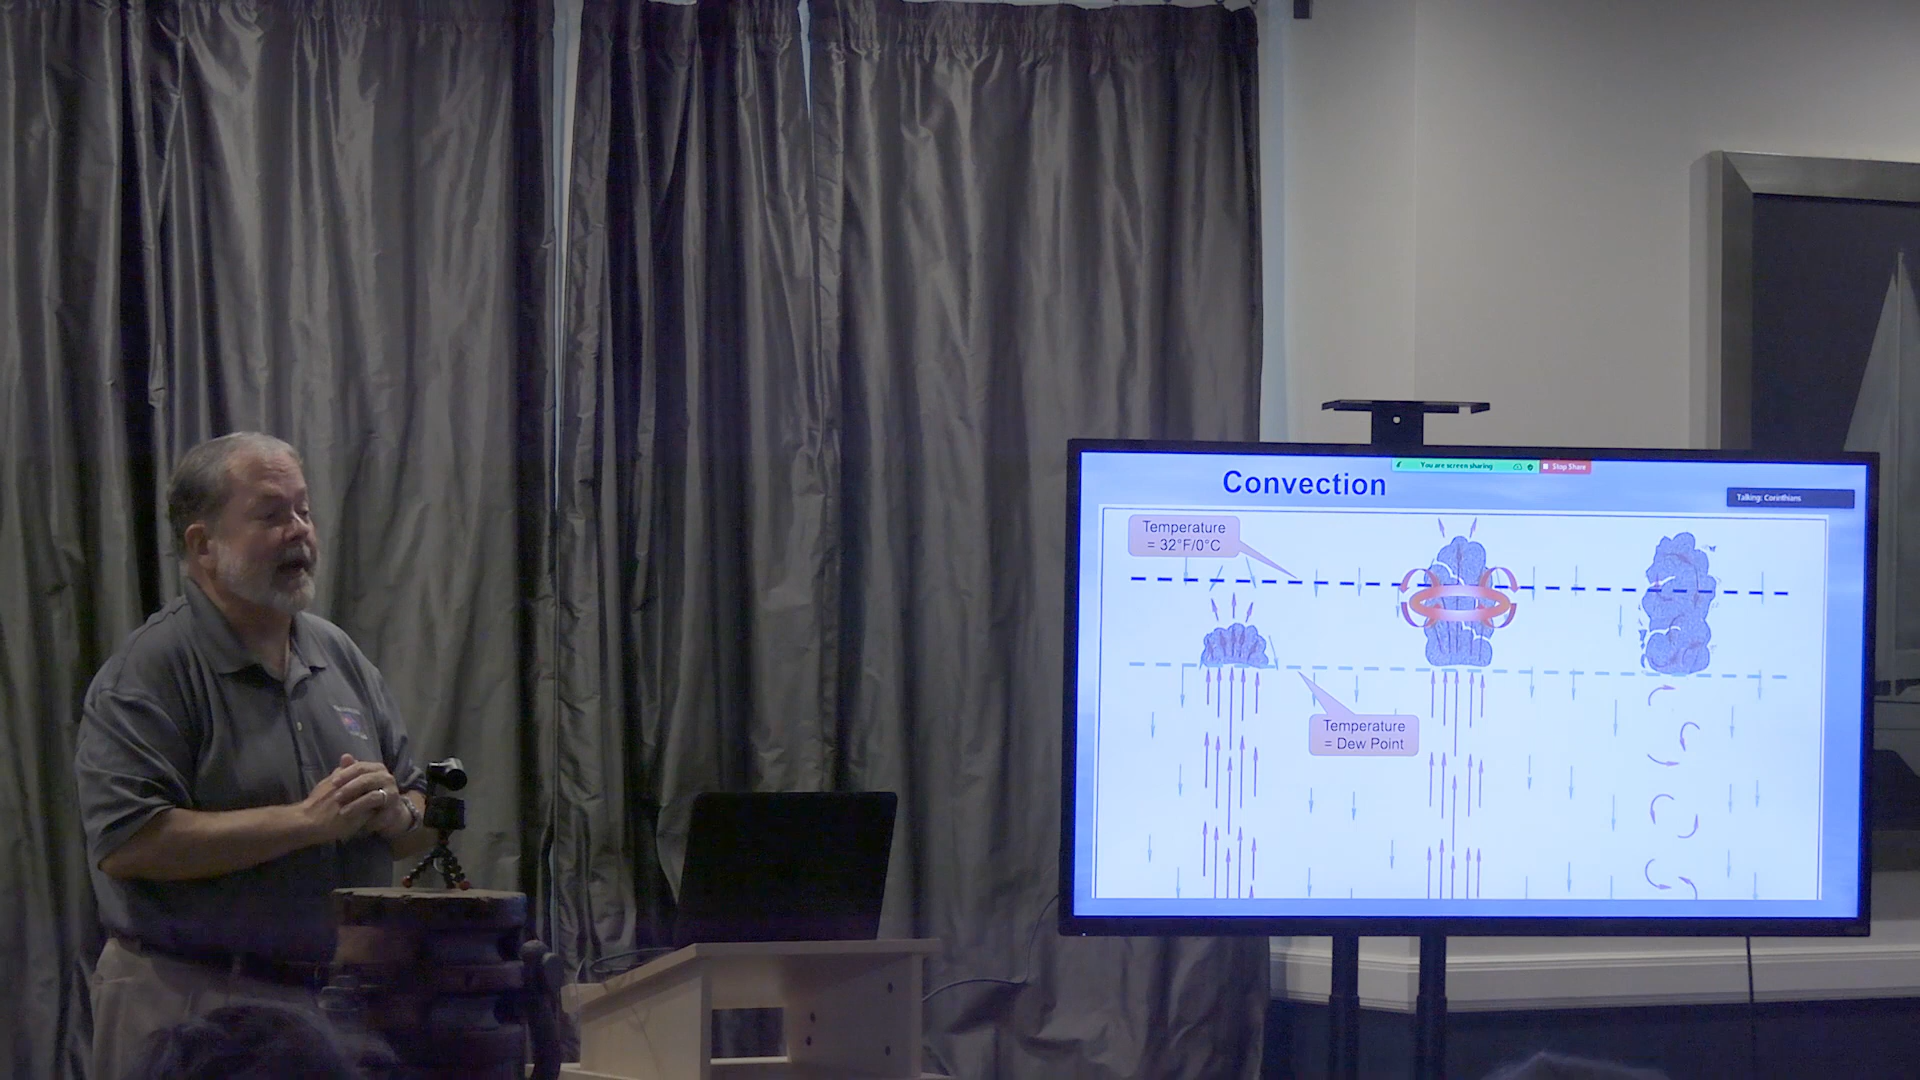 You are screen sharing
Stop Share
Convection
Talking: Corinthians
Temperature
= 32°F/0°C
Temperature
= Dew Point